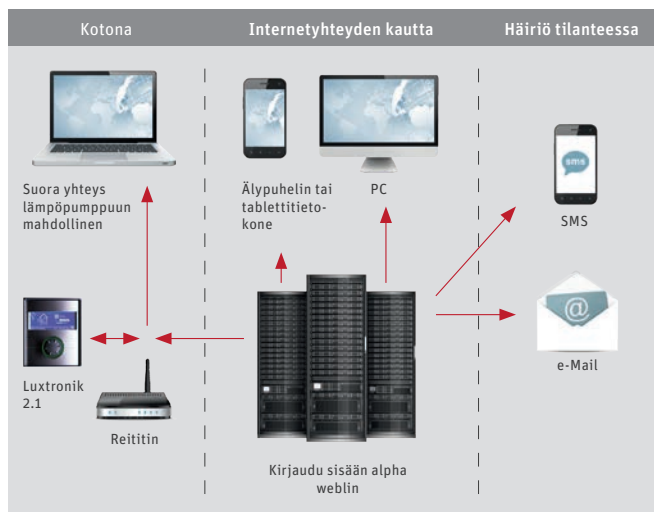 Kotona
Internetyhteyden kautta
Häiriö tilanteessa
Suora yhteys
lämpöpumppuun
mahdollinen
Älypuhelin tai
tablettitieto-
kone
PC
sms
SMS
@
e-Mail
Luxtronik
2.1
Reititin
Kirjaudu sisään alpha
weblin